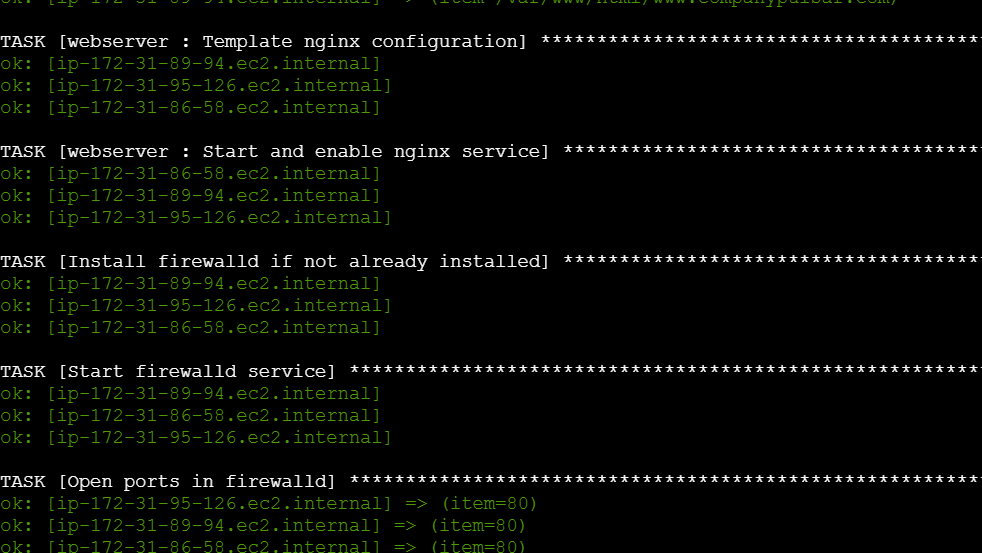 ok: [ip-172-31-89-94.ec2.internal] => (item=/var/www/html/www.companypulsar.com)
TASK [webserver : Template nginx configuration] ***************************************
ok: [ip-172-31-89-94.ec2.internal]
ok: [ip-172-31-95-126.ec2.internal]
ok: [ip-172-31-86-58.ec2.internal]
TASK [webserver : Start and enable nginx service] *************************************
ok: [ip-172-31-86-58.ec2.internal]
ok: [ip-172-31-89-94.ec2.internal]
ok: [ip-172-31-95-126.ec2.internal]
TASK [Install firewalld if not already installed] *************************************
ok: [ip-172-31-89-94.ec2.internal]
ok: [ip-172-31-95-126.ec2.internal]
ok: [ip-172-31-86-58.ec2.internal]
TASK [Start firewalld service] ********************************************************
ok: [ip-172-31-89-94.ec2.internal]
ok: [ip-172-31-86-58.ec2.internal]
ok: [ip-172-31-95-126.ec2.internal]
TASK [Open ports in firewalld] ********************************************************
ok: [ip-172-31-95-126.ec2.internal] => (item=80)
ok: [ip-172-31-89-94.ec2.internal] => (item=80)
ok: [ip-172-31-86-58.ec2.internal] => (item=80)